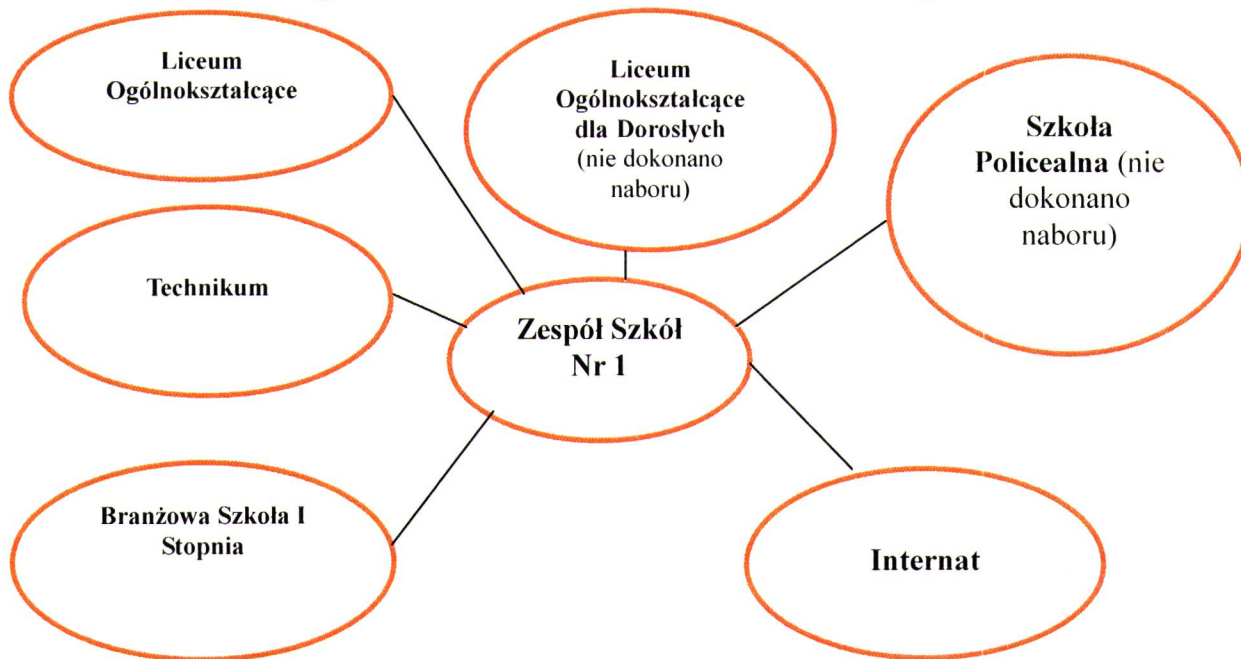 Liceum
Ogólnokształcące
Liceum
Ogólnokształcące
dla Dorosłych
(nie dokonano
naboru)
Szkoła
Policealna (nie
dokonano
naboru)
Technikum
Zespół Szkół
Nr 1
Branżowa Szkoła I
Stopnia
Internat